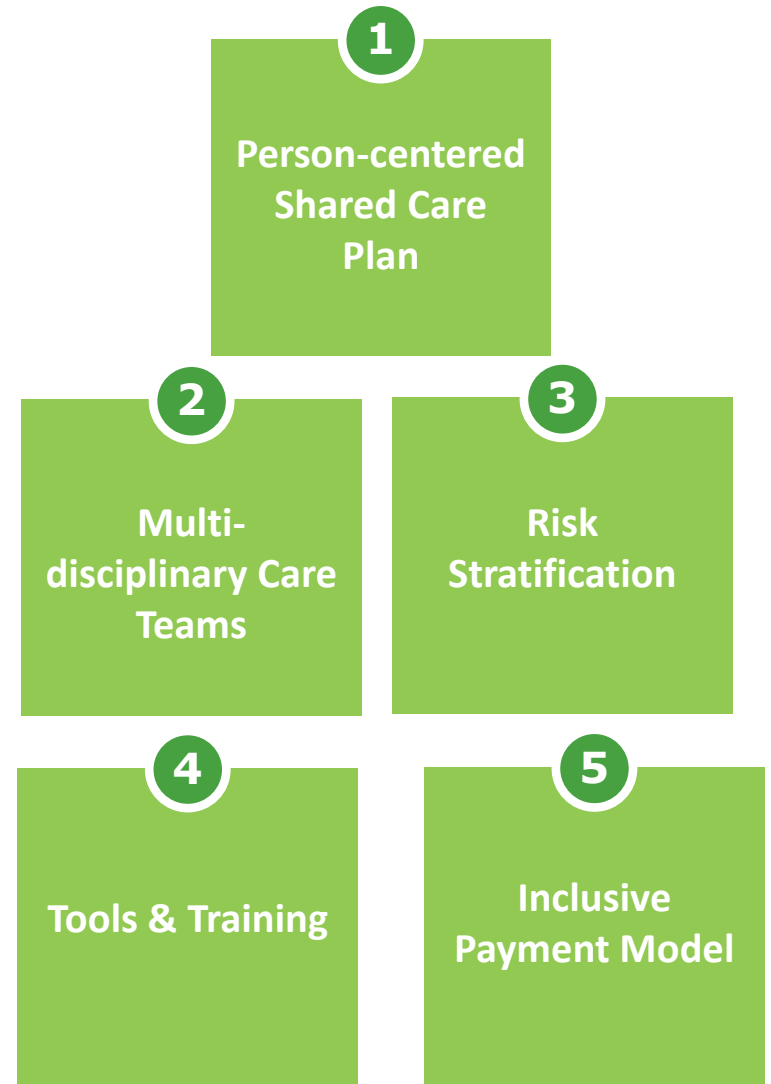 1
Person-centered
Shared Care
Plan
2
Multi-
disciplinary Care
Teams
3
Risk
Stratification
4
Tools & Training
5
Inclusive
Payment Model